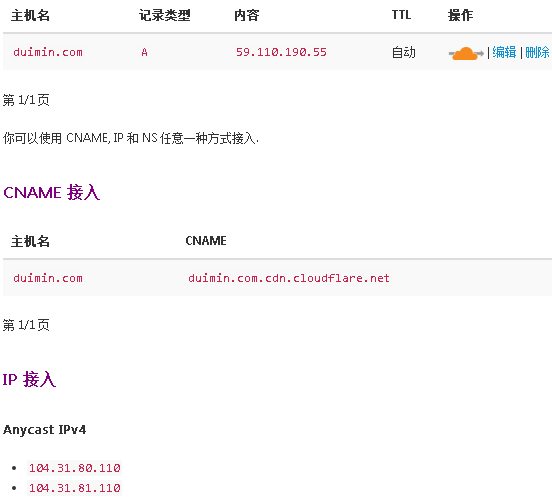 主机名 记录类型 内容 TTL 操作
duimin.com A 59.110.190.55 自动 | 编辑 | 删除
第 1/1 页
你可以使用 CNAME, IP 和 NS 任意一种方式接入.
CNAME 接入
主机名 CNAME
duimin.com duimin.com.cdn.cloudflare.net
第 1/1 页
IP 接入
Anycast IPv4
• 104.31.80.110
• 104.31.81.110